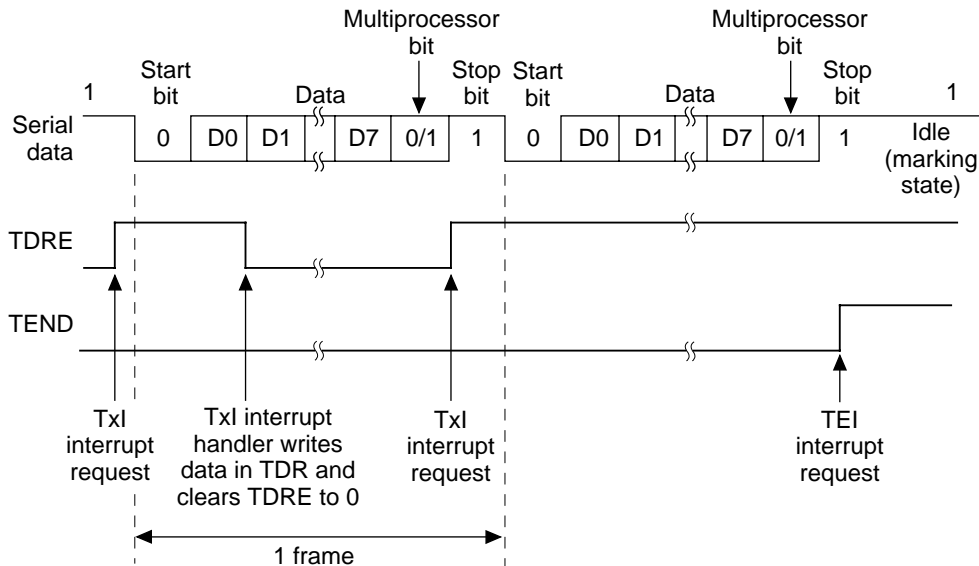 Multiprocessor
bit
Multiprocessor
bit
1
Start
bit
Data
Stop
bit
Start
bit
Data
Stop
bit
1
Serial
data
0
D0
D1
D7
0/1
1
0
D0
D1
D7
0/1
1
Idle
(marking
state)
TDRE
TEND
TxI
interrupt
request
TxI interrupt
handler writes
data in TDR and
clears TDRE to 0
TxI
interrupt
request
TEI
interrupt
request
1 frame